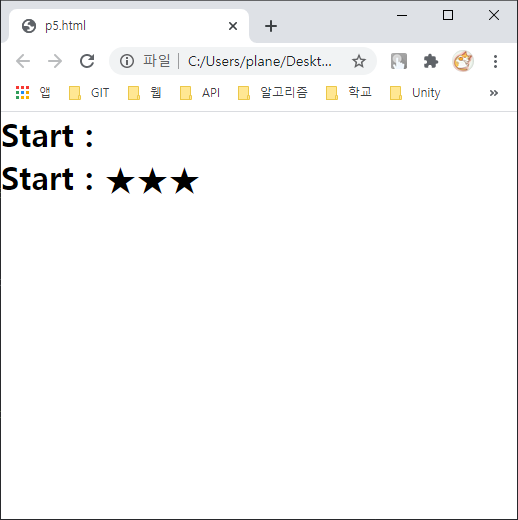 p5.html
파일 C:/Users/plane/Deskt...
앱 GIT 웹 API 알고리즘 학교 Unity »
Start :
Start : ★★★